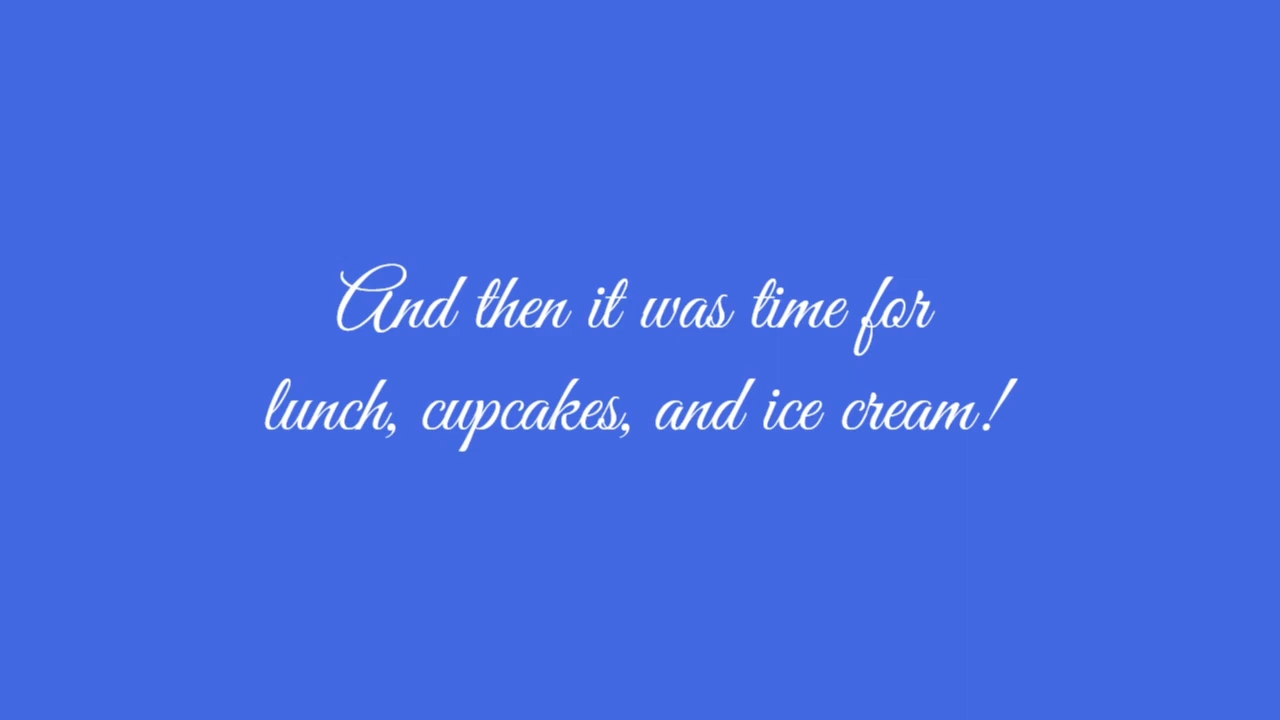 And then it was time for
lunch, cupcakes, and ice cream!